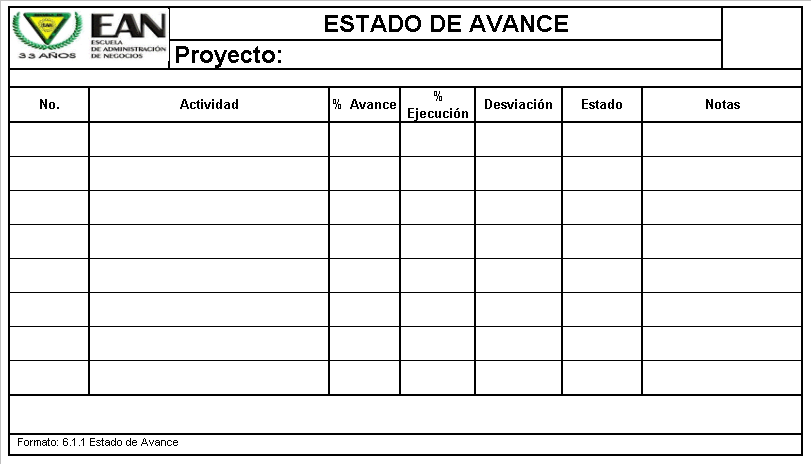 ESTADO DE AVANCE
EAN
EAN
ESCUELA
DE ADMINISTRACIÓN
DE NEGOCIOS
33 AÑOS
Proyecto:
No. Actividad % Avance % Ejecución Desviación Estado Notas
Formato: 6.1.1 Estado de Avance